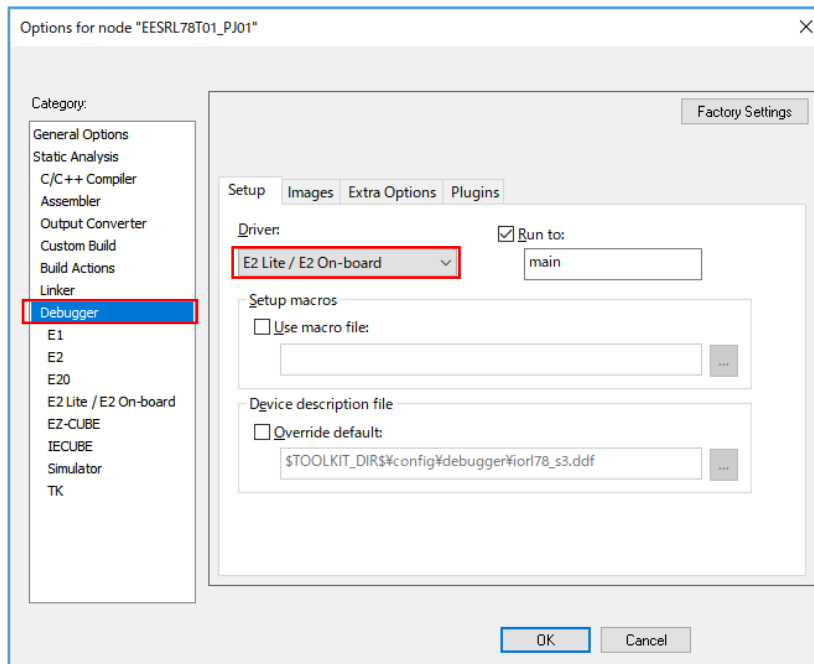 Options for node "EESRL78T01_PJ01"
Category:
General Options
Static Analysis
C/C++ Compiler
Assembler
Output Converter
Custom Build
Build Actions
Linker
Debugger
E1
E2
E20
E2 Lite / E2 On-board
EZ-CUBE
IECUBE
Simulator
TK
Factory Settings
Setup Images Extra Options Plugins
Driver:
Run to:
E2 Lite / E2 On-board
main
Setup macros
Use macro file:
...
Device description file
Override default:
$TOOLKIT_DIR$¥config¥debugger¥iorl78_s3.ddf
...
OK Cancel